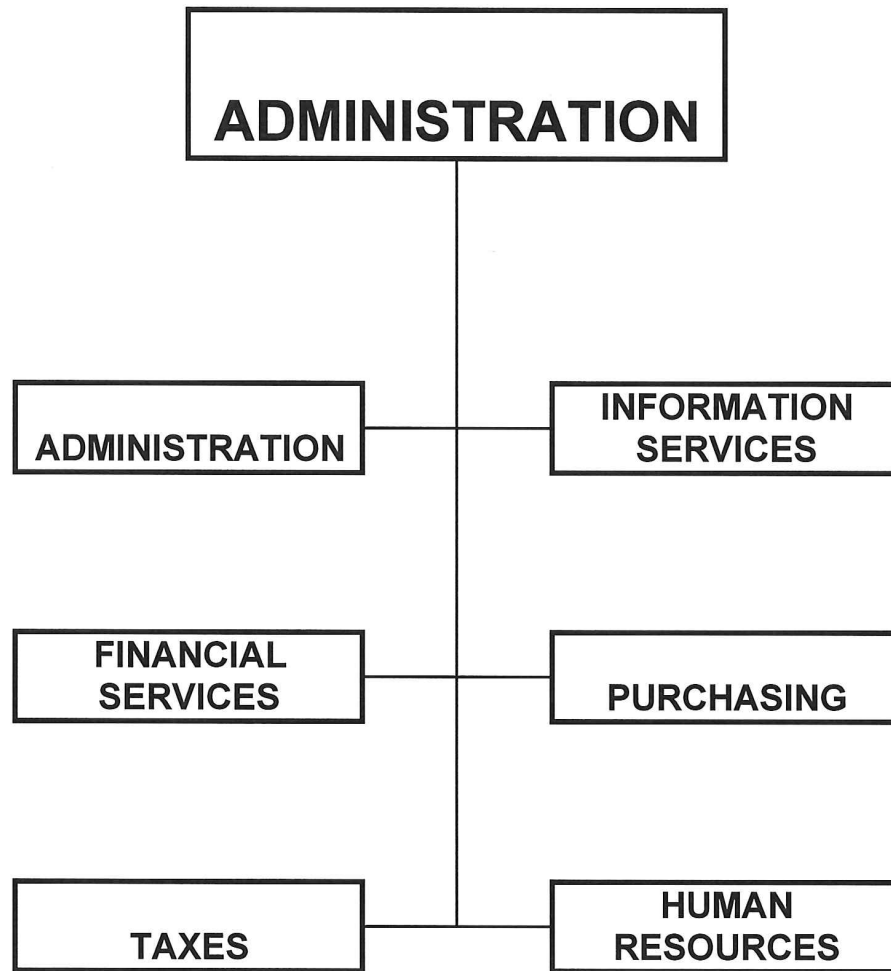 ADMINISTRATION
ADMINISTRATION
INFORMATION
SERVICES
FINANCIAL
SERVICES
PURCHASING
TAXES
HUMAN
RESOURCES